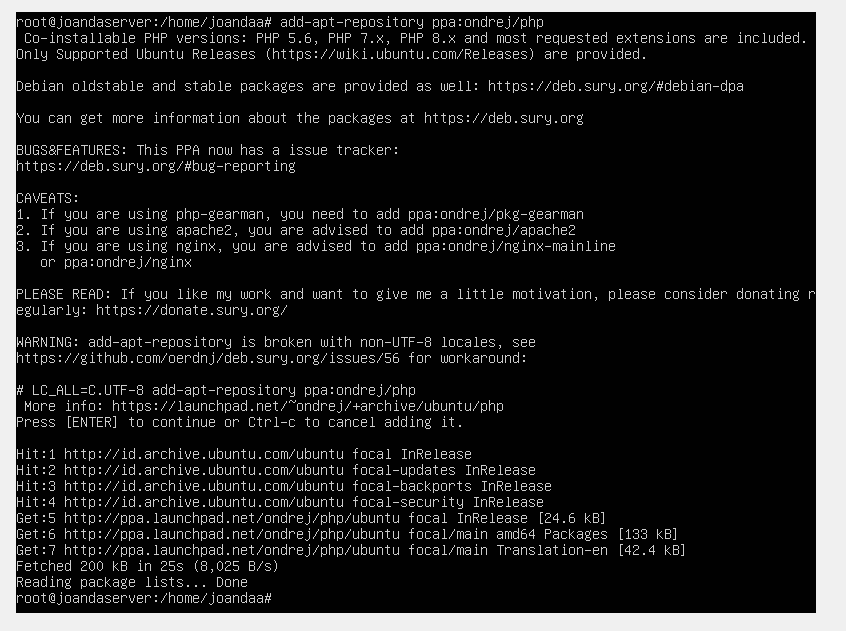 root@joandaserver:/home/joandaa# add-apt-repository ppa:ondrej/php
Co-installable PHP versions: PHP 5.6, PHP 7.x, PHP 8.x and most requested extensions are included.
Only Supported Ubuntu Releases (https://wiki.ubuntu.com/Releases) are provided.
Debian oldstable and stable packages are provided as well: https://deb.sury.org/#debian-dpa
You can get more information about the packages at https://deb.sury.org
BUGS&FEATURES: This PPA now has a issue tracker:
https://deb.sury.org/#bug-reporting
CAVEATS:
1. If you are using php-gearman, you need to add ppa:ondrej/pkg-gearman
2. If you are using apache2, you are advised to add ppa:ondrej/apache2
3. If you are using nginx, you are advised to add ppa:ondrej/nginx-mainline
or ppa:ondrej/nginx
PLEASE READ: If you like my work and want to give me a little motivation, please consider donating r
egularly: https://donate.sury.org/
WARNING: add-apt-repository is broken with non-UTF-8 locales, see
https://github.com/oerdnj/deb.sury.org/issues/56 for workaround:
# LC_ALL=C.UTF-8 add-apt-repository ppa:ondrej/php
More info: https://launchpad.net/~ondrej/+archive/ubuntu/php
Press [ENTER] to continue or Ctrl-c to cancel adding it.
Hit:1 http://id.archive.ubuntu.com/ubuntu focal InRelease
Hit:2 http://id.archive.ubuntu.com/ubuntu focal-updates InRelease
Hit:3 http://id.archive.ubuntu.com/ubuntu focal-backports InRelease
Hit:4 http://id.archive.ubuntu.com/ubuntu focal-security InRelease
Get:5 http://ppa.launchpad.net/ondrej/php/ubuntu focal InRelease [24.6 kB]
Get:6 http://ppa.launchpad.net/ondrej/php/ubuntu focal/main amd64 Packages [133 kB]
Get:7 http://ppa.launchpad.net/ondrej/php/ubuntu focal/main Translation-en [42.4 kB]
Fetched 200 kB in 25s (8,025 B/s)
Reading package lists... Done
root@joandaserver:/home/joandaa#